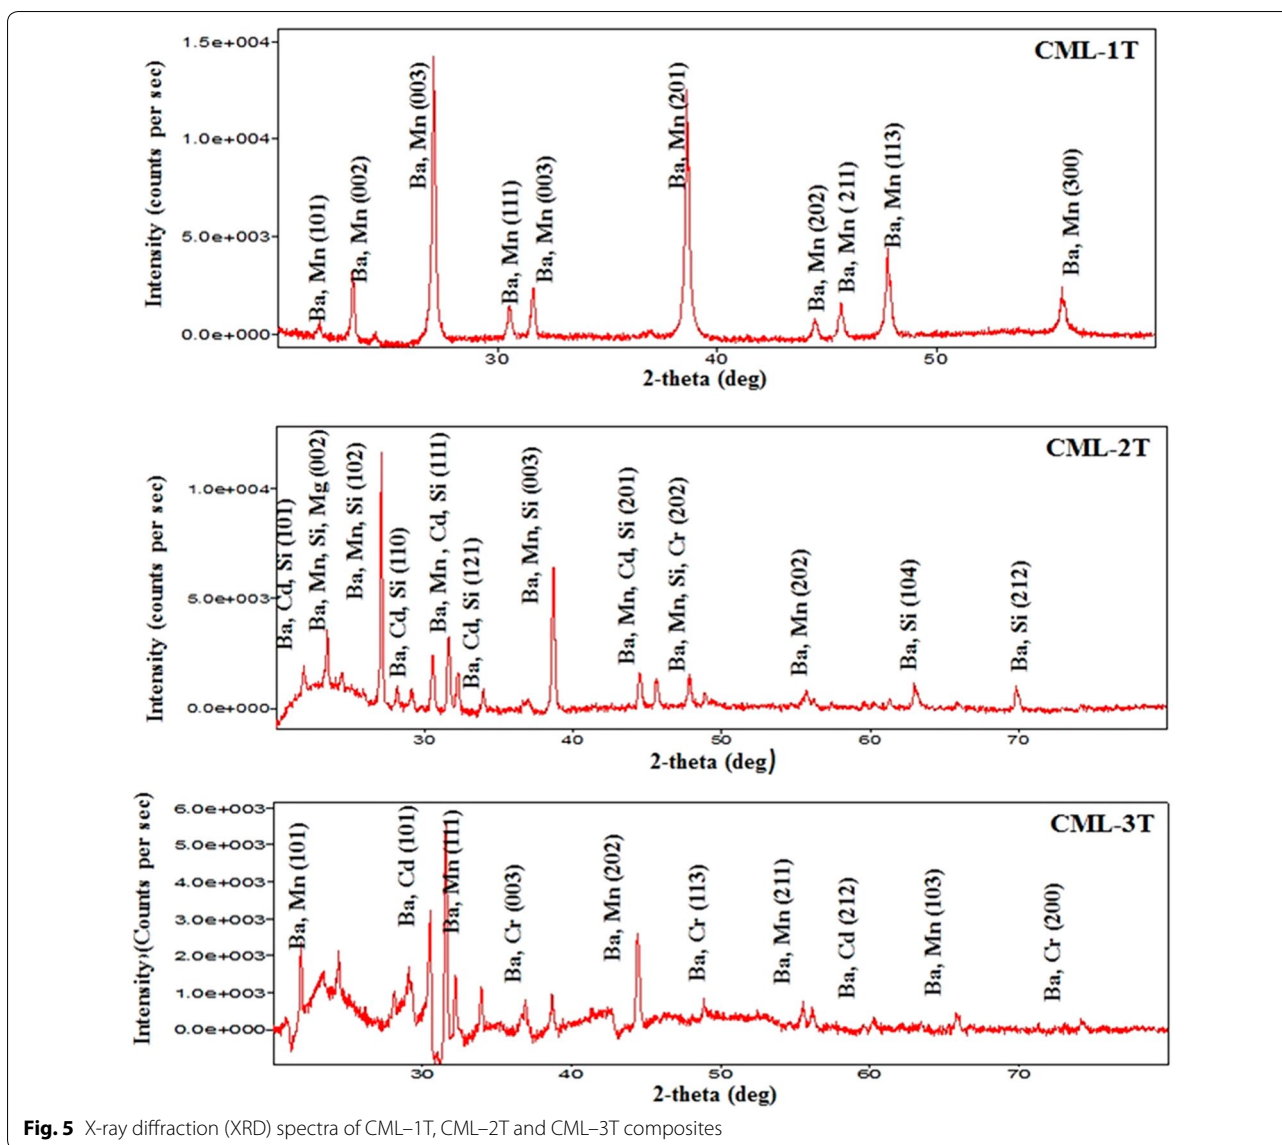 CML-1T
1.5e+004
1.0e+004
5.0e+003
0.0e+000
Intensity (counts per sec)
Ba, Mn (101)
Ba, Mn (002)
Ba, Mn (003)
Ba, Mn (111)
Ba, Mn (003)
Ba, Mn (201)
Ba, Mn (202)
Ba, Mn ( 211)
Ba, Mn (113)
Ba, Mn (300)
30 40 50
2-theta (deg)
CML-2T
1.0e+004
5.0e+003
0.0e+000
Intensity (counts per sec)
Ba, Cd, Si (101)
Ba, Mn, Si, Mg (002)
Ba, Mn, Si (102)
Ba, Cd, Si (110)
Ba, Mn , Cd, Si (111)
Ba, Cd, Si (121)
Ba, Mn, Si (003)
Ba, Mn, Cd, Si (201)
Ba, Mn, Si, Cr (202)
Ba, Mn (202)
Ba, Si (104)
Ba, Si (212)
30 40 50 60 70
2-theta (deg)
CML-3T
6.0e+003
5.0e+003
4.0e+003
3.0e+003
2.0e+003
1.0e+003
0.0e+000
Intensity)(Counts per sec)
Ba, Mn (101)
Ba, Cd (101)
Ba, Mn (111)
Ba, Cr (003)
Ba, Mn (202)
Ba, Cr (113)
Ba, Mn (211)
Ba, Cd (212)
Ba, Mn (103)
Ba, Cr (200)
30 40 50 60 70
2-theta (deg)
Fig. 5 X-ray diffraction (XRD) spectra of CML–1T, CML–2T and CML–3T composites